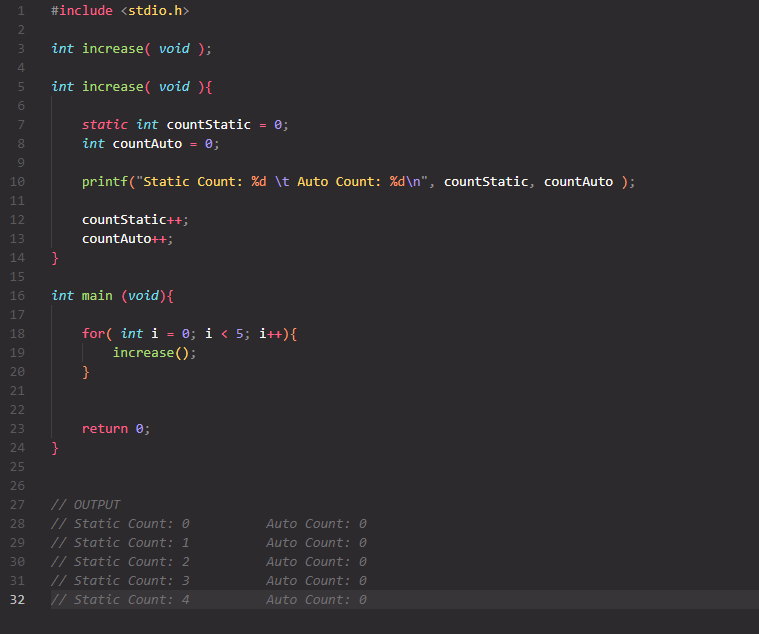 1 #include <stdio.h>
2
3 int increase( void );
4
5 int increase( void ){
6
7 static int countStatic = 0;
8 int countAuto = 0;
9
10 printf("Static Count: %d \t Auto Count: %d\n", countStatic, countAuto );
11
12 countStatic++;
13 countAuto++;
14 }
15
16 int main (void){
17
18 for( int i = 0; i < 5; i++){
19 increase();
20 }
21
22
23 return 0;
24 }
25
26
27 // OUTPUT
28 // Static Count: 0 Auto Count: 0
29 // Static Count: 1 Auto Count: 0
30 // Static Count: 2 Auto Count: 0
31 // Static Count: 3 Auto Count: 0
32 // Static Count: 4 Auto Count: 0